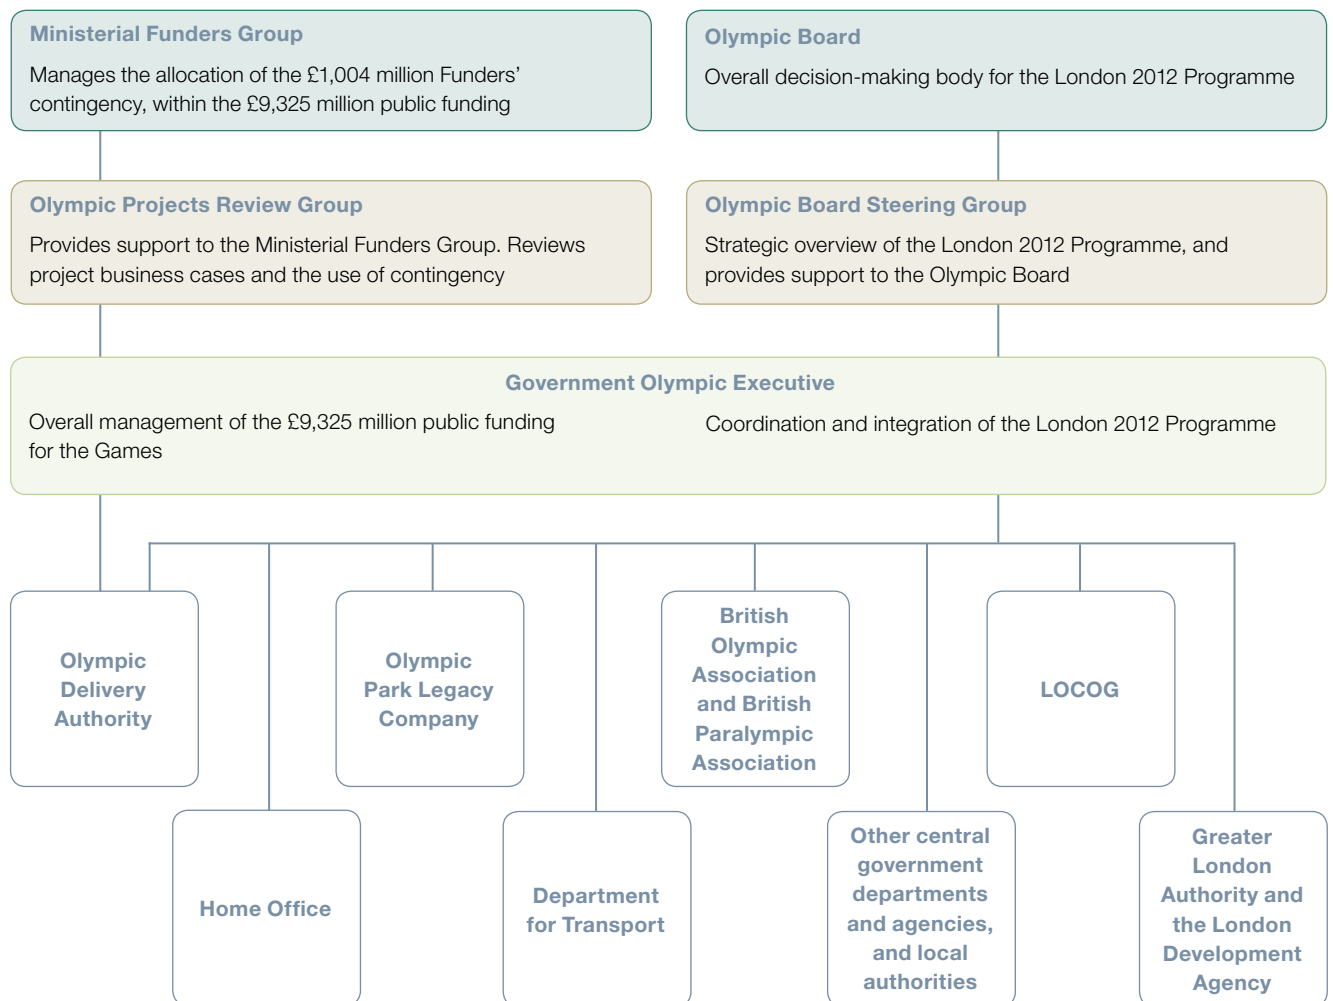 Ministerial Funders Group
Manages the allocation of the £1,004 million Funders’
contingency, within the £9,325 million public funding
Olympic Board
Overall decision-making body for the London 2012 Programme
Olympic Projects Review Group
Provides support to the Ministerial Funders Group. Reviews
project business cases and the use of contingency
Olympic Board Steering Group
Strategic overview of the London 2012 Programme, and
provides support to the Olympic Board
Government Olympic Executive
Overall management of the £9,325 million public funding
for the Games
Coordination and integration of the London 2012 Programme
Olympic
Delivery
Authority
Olympic
Park Legacy
Company
British
Olympic
Association
and British
Paralympic
Association
LOCOG
Home Office
Department
for Transport
Other central
government
departments
and agencies,
and local
authorities
Greater
London
Authority and
the London
Development
Agency